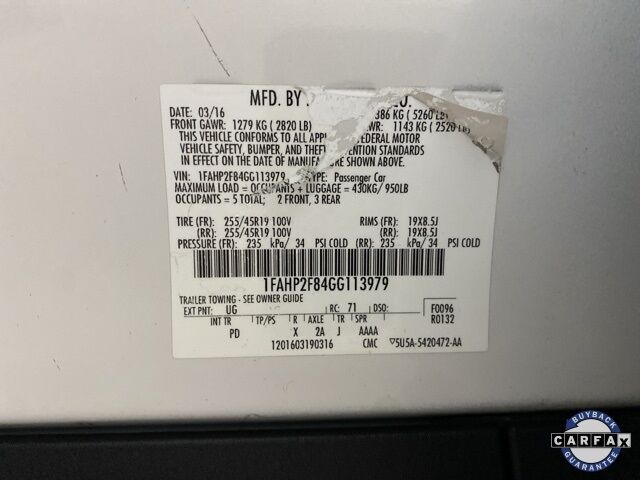 MFD. BY
DATE: 03/16 386 KG ( 5260 LB)
FRONT GAWR: 1279 KG ( 2820 LB) WR: 1143 KG ( 2520 LB)
THIS VEHICLE CONFORMS TO ALL APPL FEDERAL MOTOR
VEHICLE SAFETY, BUMPER, AND THEFT ENTION STANDARDS
IN EFFECT ON THE DATE OF MANUFACT ABOVE.
VIN: 1FAHP2F84GG113979 TYPE: Passenger Car
MAXIMUM LOAD = OCCUPANTS + LUGGAGE = 430KG/ 950LB
OCCUPANTS = 5 TOTAL; 2 FRONT, 3 REAR
TIRE (FR): 255/45R19 100V RIMS (FR): 19X8.5J
(RR): 255/45R19 100V (RR): 19X8.5J
PRESSURE (FR): 235 kPa/ 34 PSI COLD (RR): 235 kPa/ 34 PSI COLD
1FAHP2F84GG113979
TRAILER TOWING - SEE OWNER GUIDE
EXT PNT: UG RC: 71 DSO: F0096
INT TR TP/PS R AXLE TR SPR R0132
PD X 2A J AAAA
1201603190316 CMC ▽5U5A-5420472-AA
BUYBACK
CARFAX
GUARANTEE